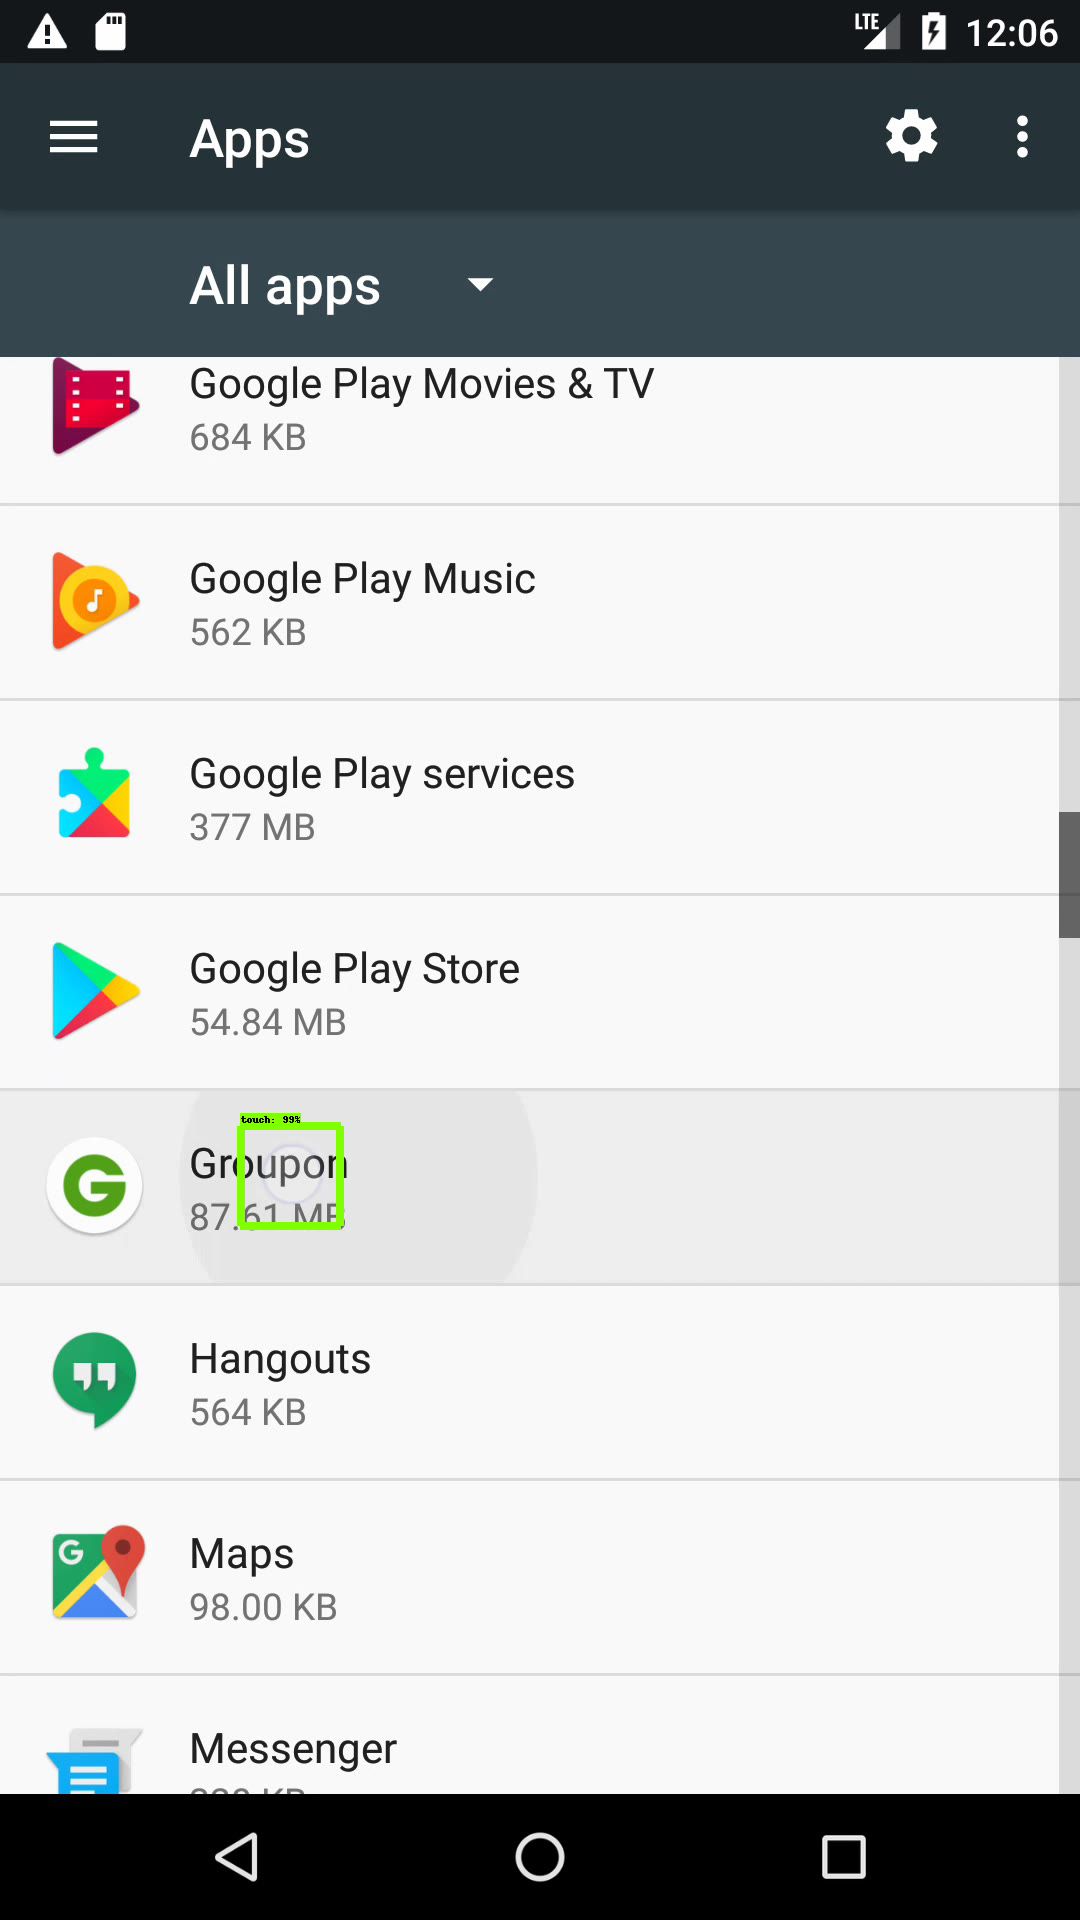 LTE 12:06
Apps
All apps
Google Play Movies & TV
684 KB
Google Play Music
562 KB
Google Play services
377 MB
Google Play Store
54.84 MB
touch: 99%
Groupon
87.61 MB
Hangouts
564 KB
Maps
98.00 KB
Messenger